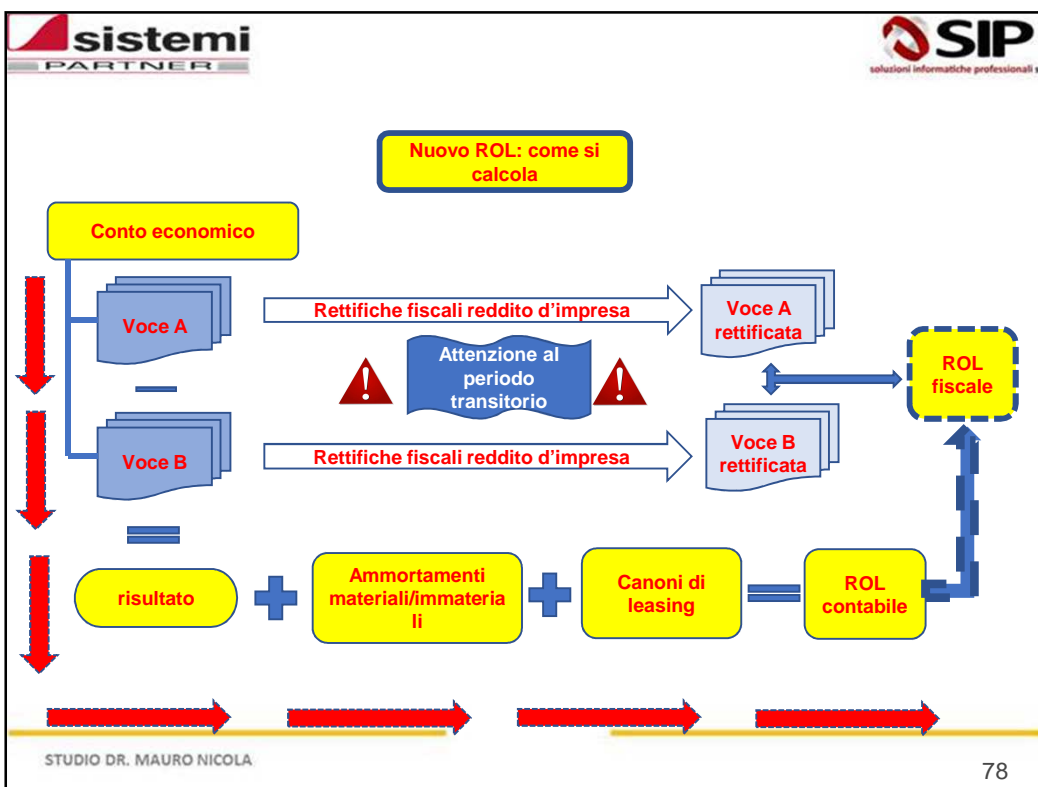 sistemi
PARTNER
SIP
soluzioni informatiche professionali s
Nuovo ROL: come si
calcola
Conto economico
Voce A
Rettifiche fiscali reddito d'impresa
Voce A
rettificata
Attenzione al
periodo
transitorio
ROL
fiscale
Voce B
Rettifiche fiscali reddito d'impresa
Voce B
rettificata
risultato
Ammortamenti
materiali/immateria
li
Canoni di
leasing
ROL
contabile
STUDIO DR. MAURO NICOLA
78